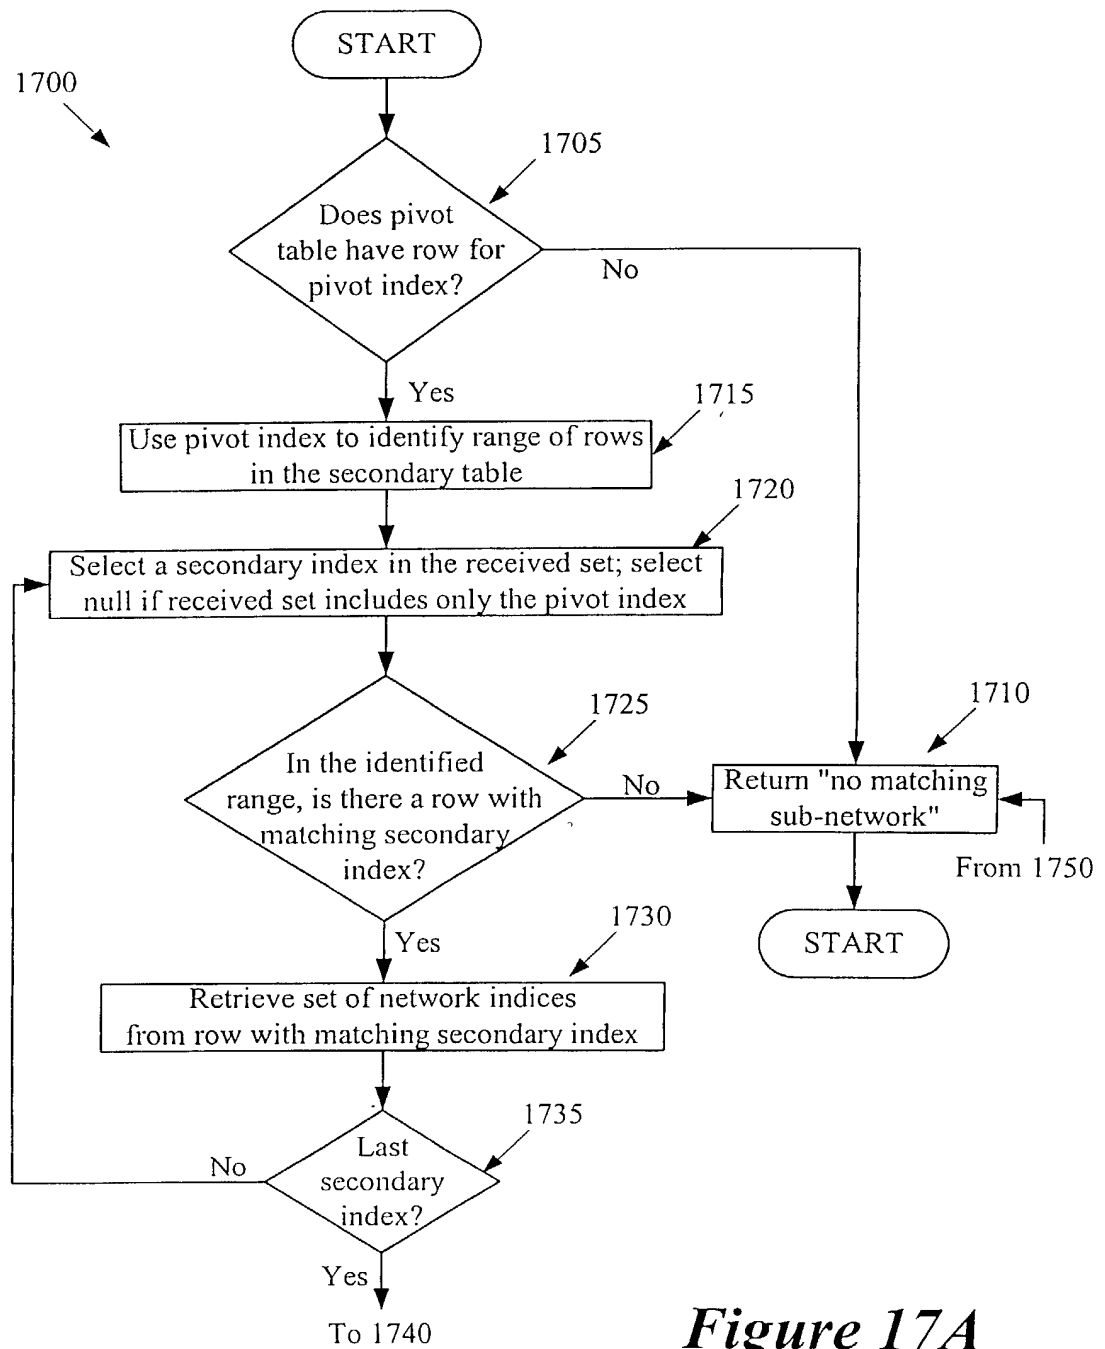 START
1700
1705
Does pivot
table have row for
pivot index?
No
Yes
1715
Use pivot index to identify range of rows
in the secondary table
1720
Select a secondary index in the received set; select
null if received set includes only the pivot index
1725
In the identified
range, is there a row with
matching secondary
index?
No
1710
Return "no matching
sub-network"
From 1750
START
Yes
1730
Retrieve set of network indices
from row with matching secondary index
1735
Last
secondary
index?
No
Yes
To 1740
Figure 17A